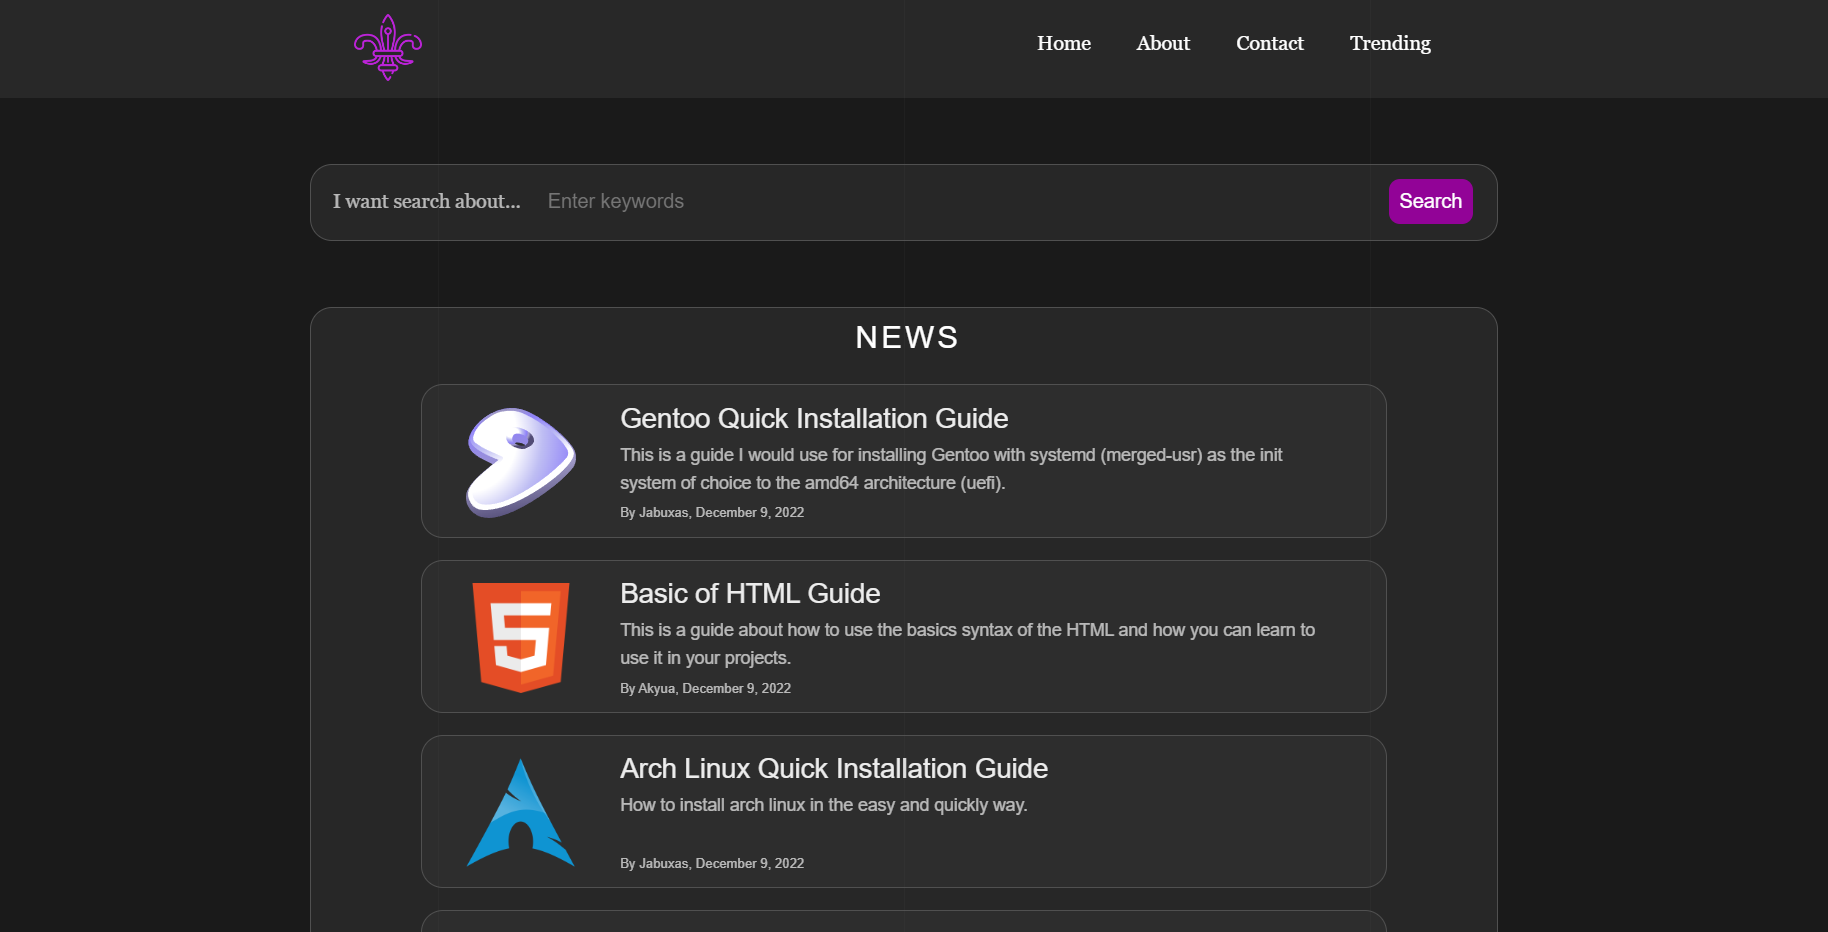 Home About Contact Trending
I want search about... Enter keywords Search
NEWS
Gentoo Quick Installation Guide
This is a guide I would use for installing Gentoo with systemd (merged-usr) as the init
system of choice to the amd64 architecture (uefi).
By Jabuxas, December 9, 2022
Basic of HTML Guide
This is a guide about how to use the basics syntax of the HTML and how you can learn to
use it in your projects.
By Akyua, December 9, 2022
Arch Linux Quick Installation Guide
How to install arch linux in the easy and quickly way.
By Jabuxas, December 9, 2022